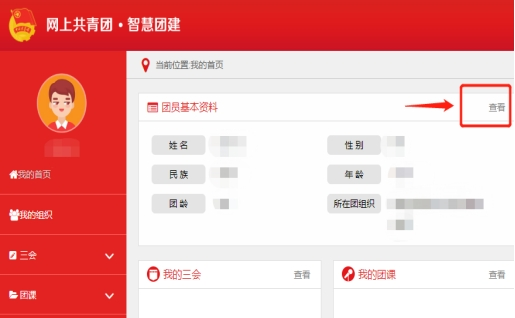 网上共青团·智慧团建
当前位置:我的首页
团员基本资料 查看
姓名 性别
民族 年龄
团龄 所在团组织
我的首页
我的组织
三会
团课
我的三会 查看
我的团课 查看